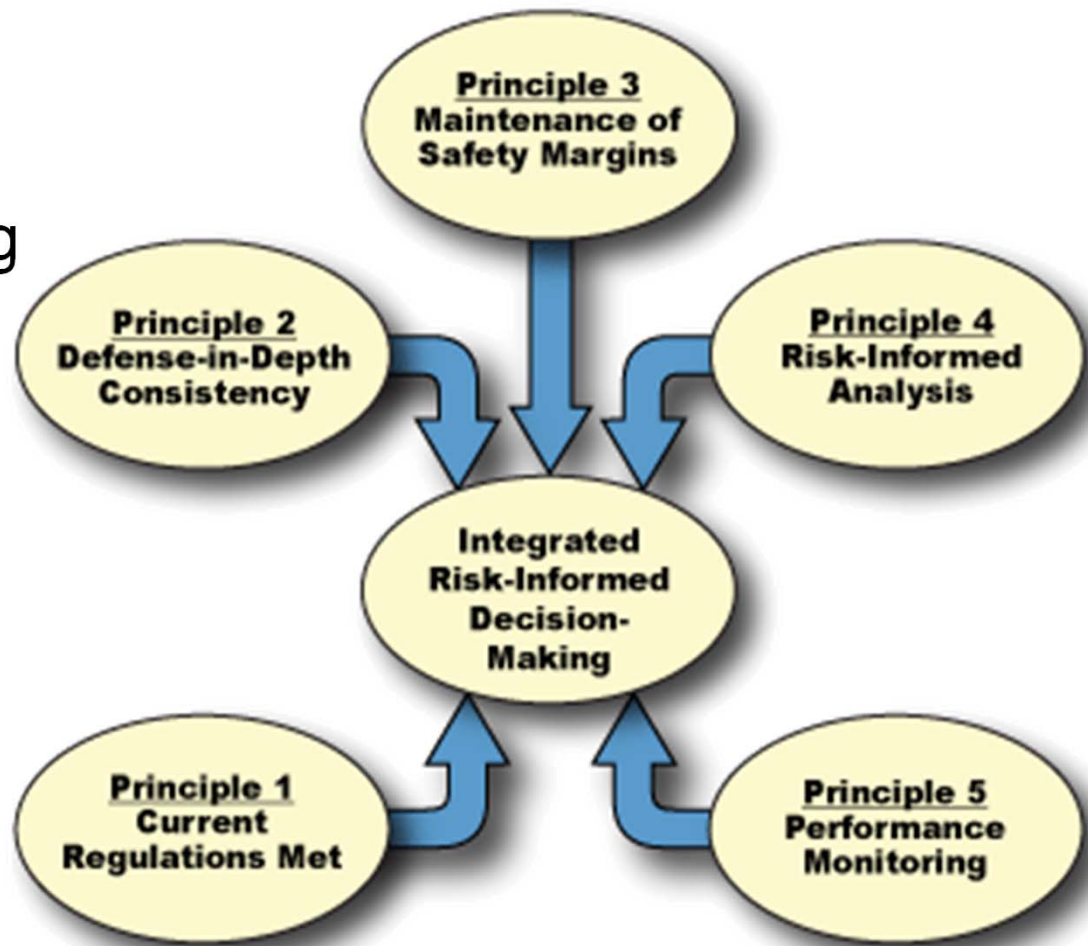 Principle 3
Maintenance of
Safety Margins
g
Principle 2
Defense-in-Depth
Consistency
Principle 4
Risk-Informed
Analysis
Integrated
Risk-Informed
Decision-
Making
Principle 1
Current
Regulations Met
Principle 5
Performance
Monitoring